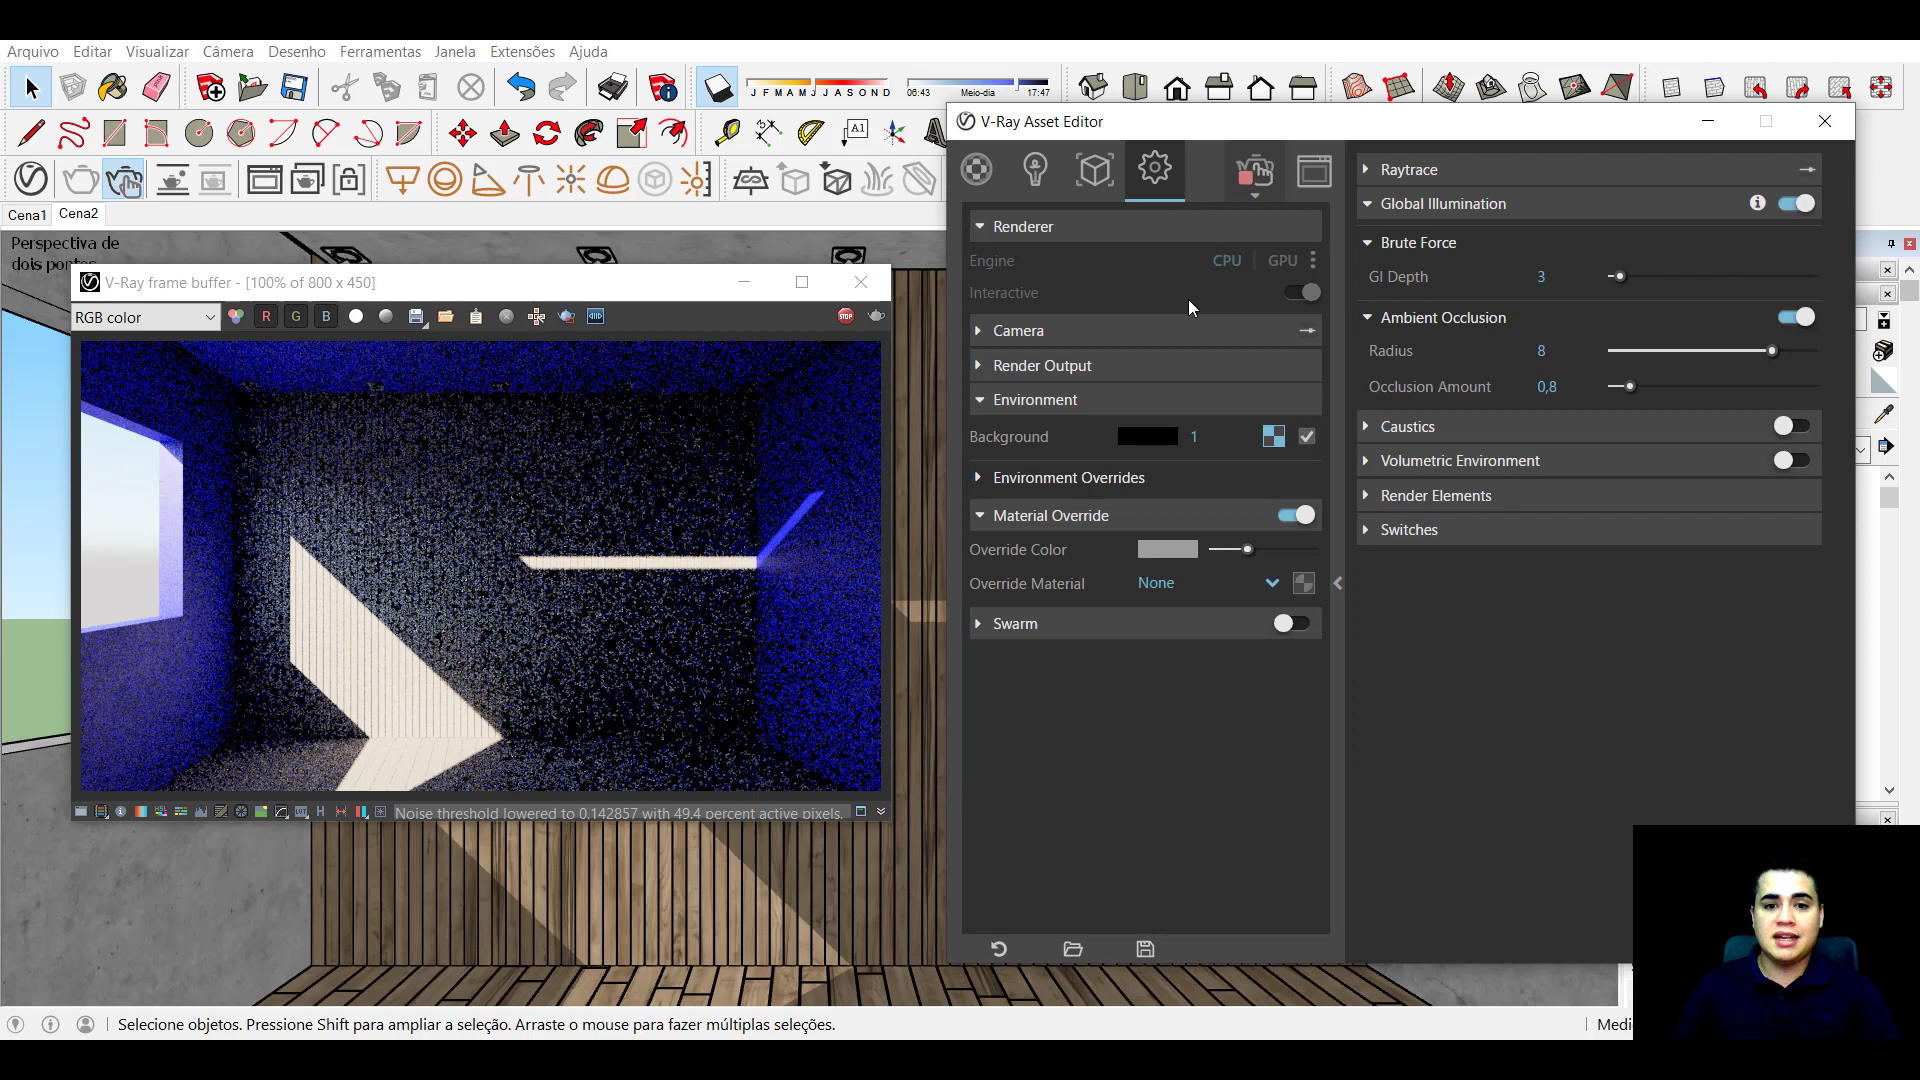 Arquivo Editar Visualizar Câmera Desenho Ferramentas Janela Extensões Ajuda
J F M A M J J A S O N D 06:43 Meio-dia 17:47
A1
V-Ray Asset Editor
Cena1 Cena2
Perspectiva de
dois pontos
V-Ray frame buffer - [100% of 800 x 450]
RGB color R G B STOP
H
Noise threshold lowered to 0.142857 with 49.4 percent active pixels.
Renderer
Engine CPU GPU
Interactive
Camera
Render Output
Environment
Background 1
Environment Overrides
Material Override
Override Color
Override Material None
Swarm
Raytrace
Global Illumination
Brute Force
GI Depth 3
Ambient Occlusion
Radius 8
Occlusion Amount 0,8
Caustics
Volumetric Environment
Render Elements
Switches
Selecione objetos. Pressione Shift para ampliar a seleção. Arraste o mouse para fazer múltiplas seleções.
Medi